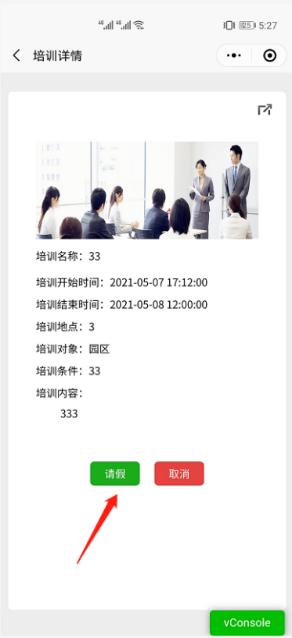 5:27
培训详情
培训名称：33
培训开始时间：2021-05-07 17:12:00
培训结束时间：2021-05-08 12:00:00
培训地点：3
培训对象：园区
培训条件：33
培训内容：
333
请假 取消
vConsole